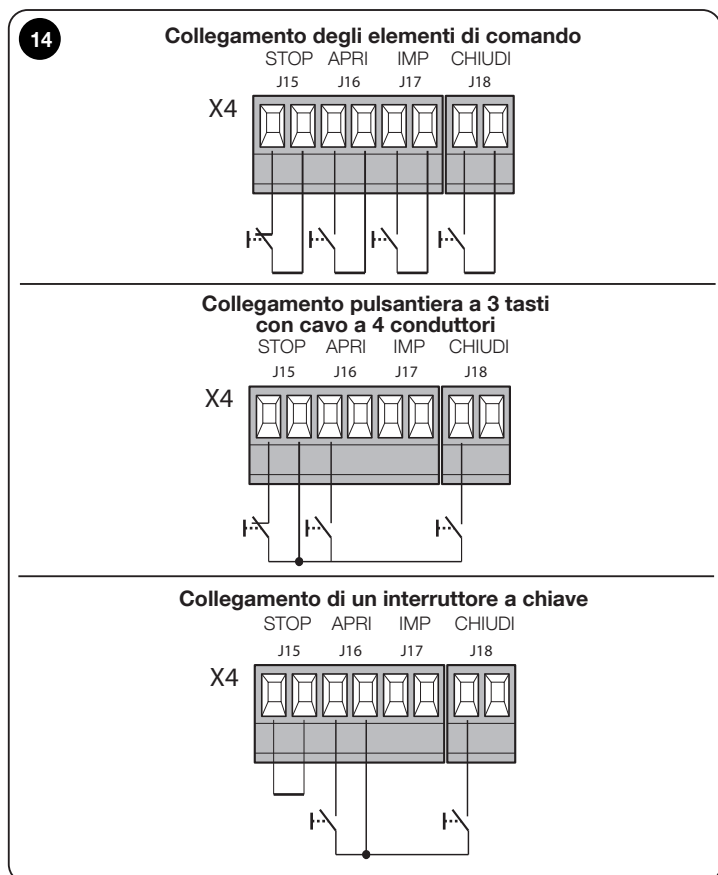 14
Collegamento degli elementi di comando
STOP APRI IMP CHIUDI
J15 J16 J17 J18
X4
Collegamento pulsantiera a 3 tasti
con cavo a 4 conduttori
STOP APRI IMP CHIUDI
J15 J16 J17 J18
X4
Collegamento di un interruttore a chiave
STOP APRI IMP CHIUDI
J15 J16 J17 J18
X4